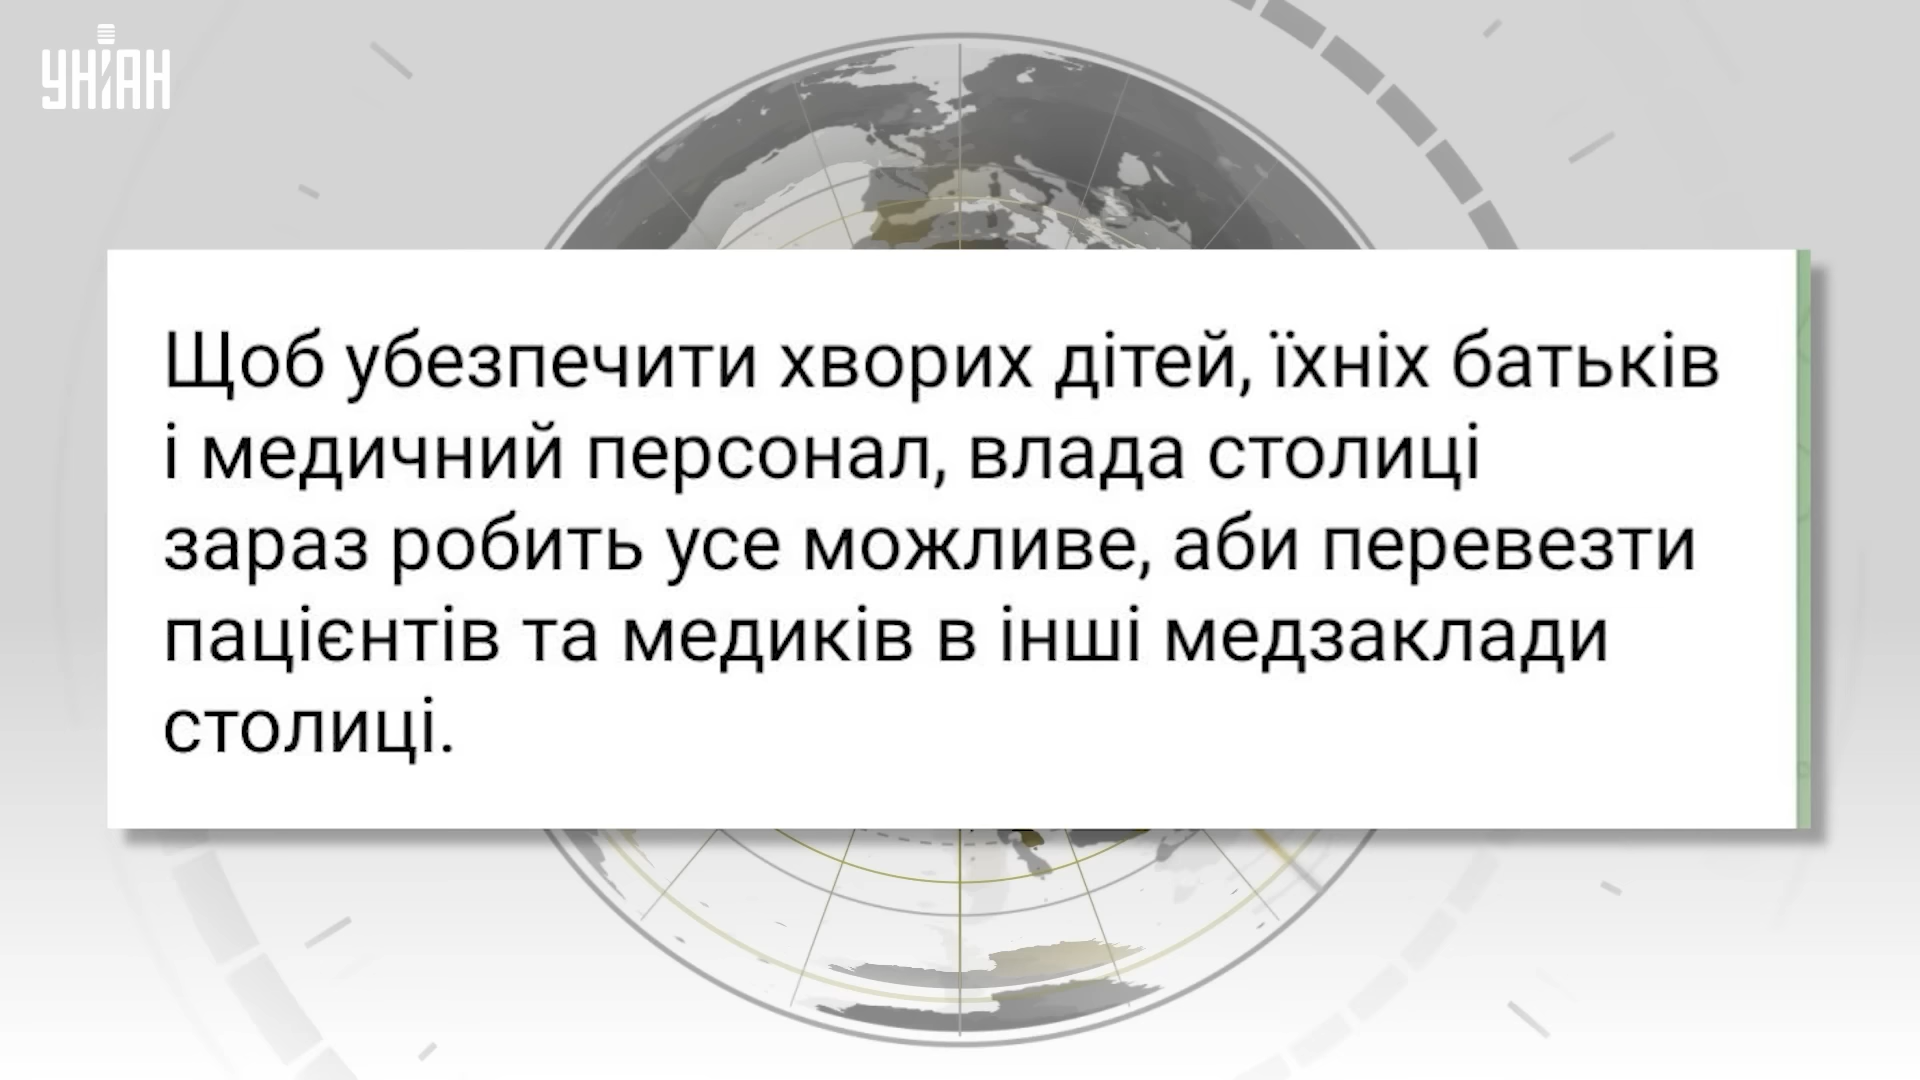 УНІАН
Щоб убезпечити хворих дітей, їхніх батьків
і медичний персонал, влада столиці
зараз робить усе можливе, аби перевезти
пацієнтів та медиків в інші медзаклади
столиці.